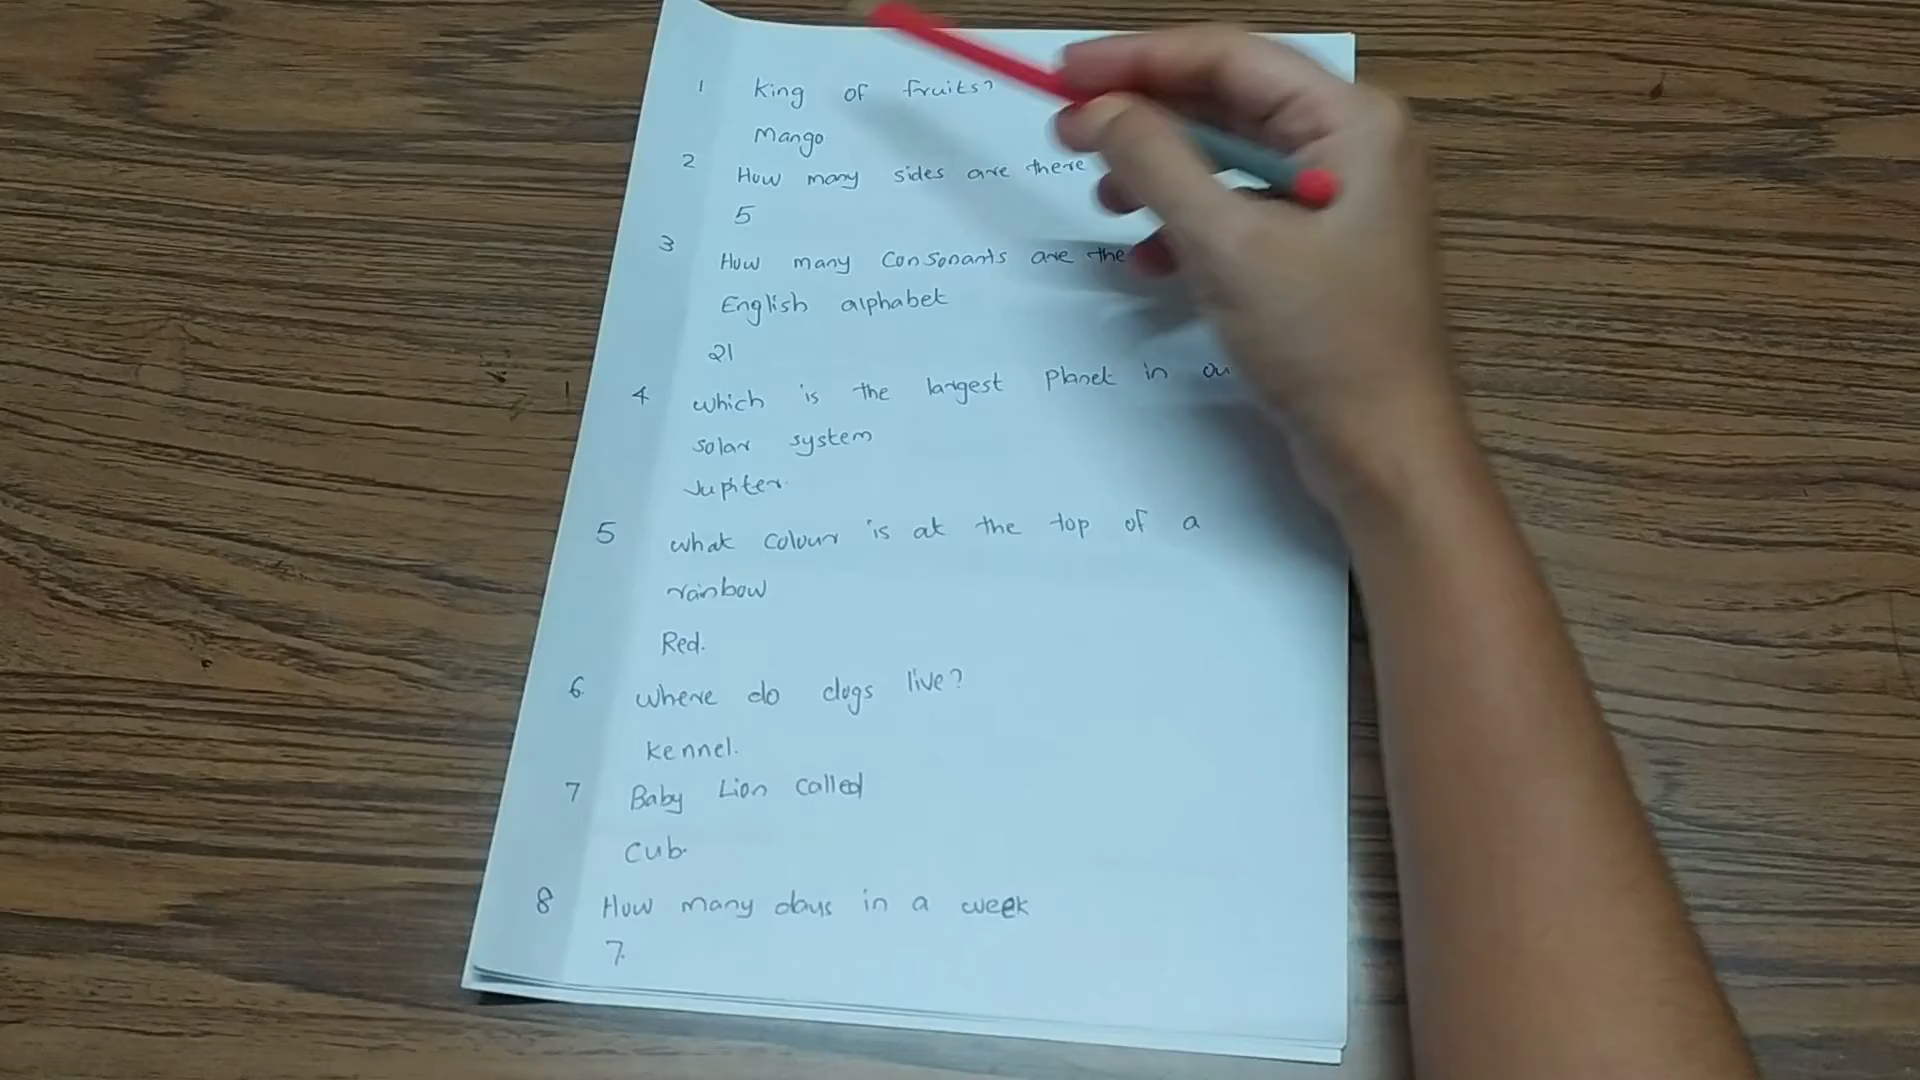 1 King of fruits?
Mango
2 How many sides are there
5
3 How many Consonants are the
English alphabet
21
4 which is the largest planet in ou
solar system
Jupiter.
5 what colour is at the top of a
rainbow
Red.
6. where do dogs live?
kennel.
7 Baby Lion called
Cub.
8 How many days in a week
7.